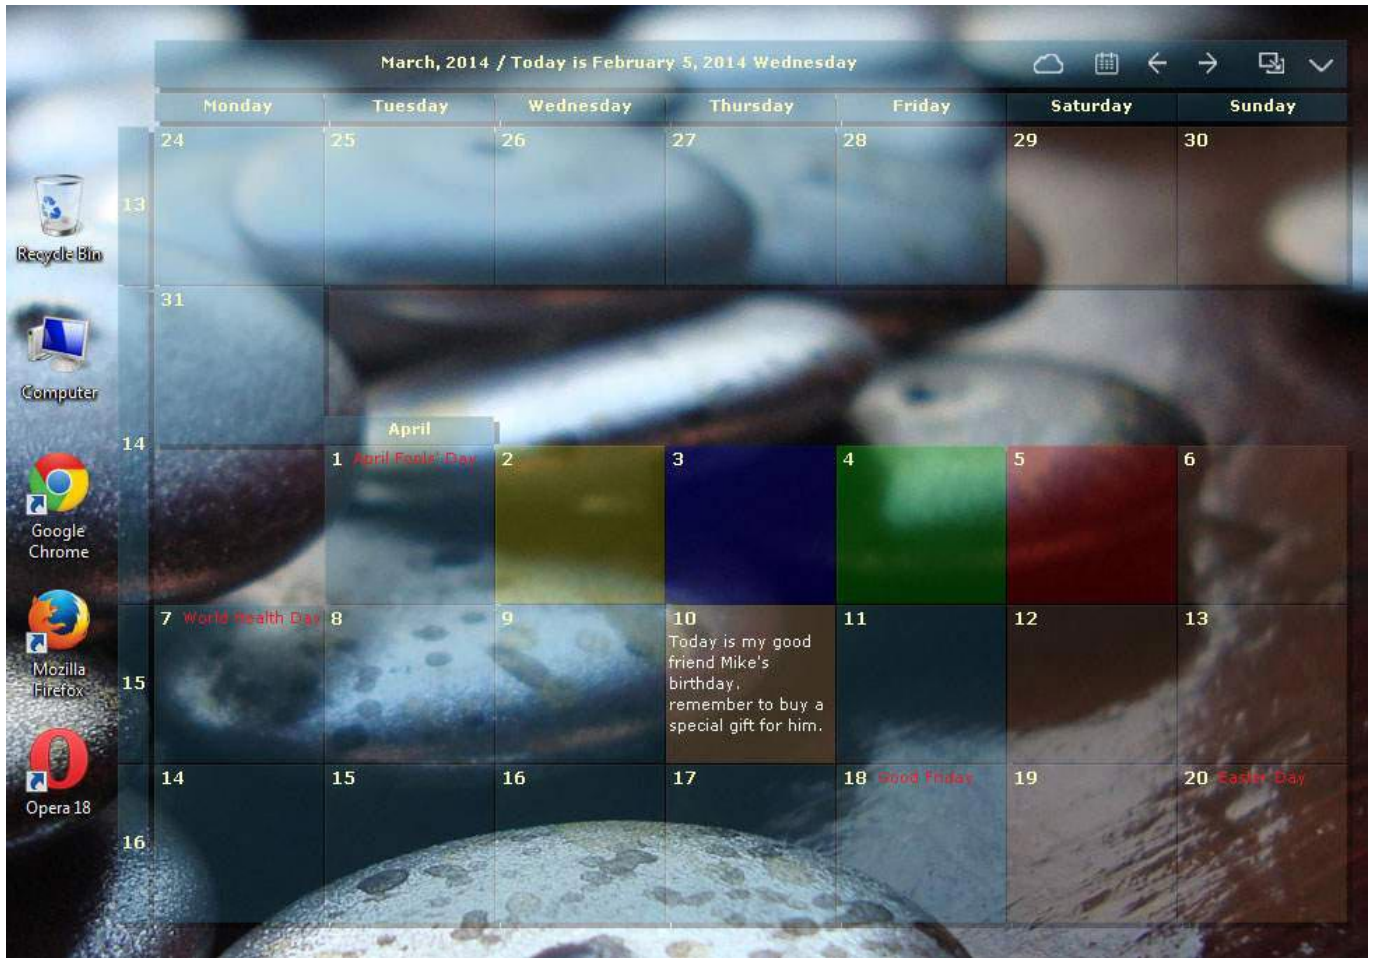 March, 2014 / Today is February 5, 2014 Wednesday
Monday Tuesday Wednesday Thursday Friday Saturday Sunday
24 25 26 27 28 29 30
13
Recycle Bin
31
Computer
April
14
1 April Fools' Day 2 3 4 5 6
Google
Chrome
7 World Health Day 8 9 10 11 12 13
Today is my good
friend Mike's
birthday.
remember to buy a
special gift for him.
15
Mozilla
Firefox
14 15 16 17 18 Good Friday 19 20 Easter Day
Opera 18
16